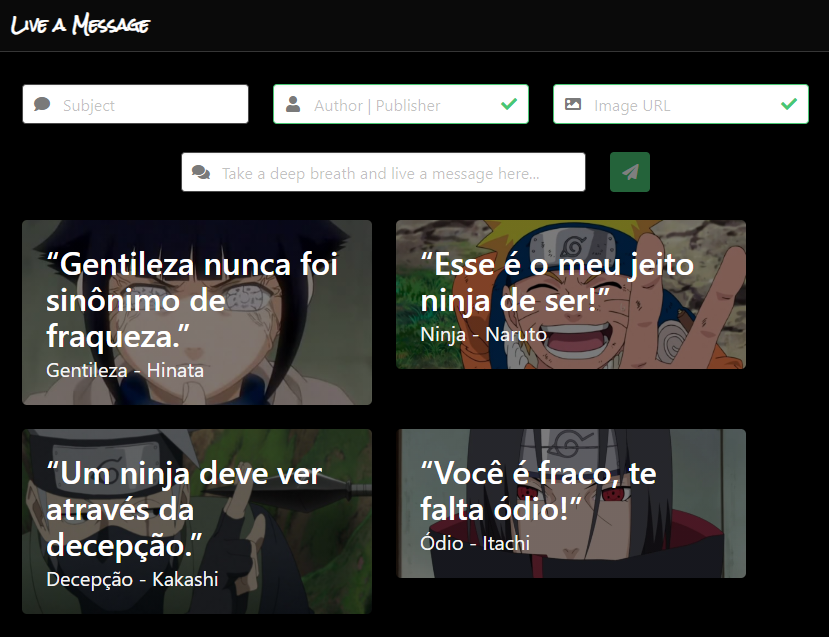 Live a Message
Subject
Author | Publisher
Image URL
Take a deep breath and live a message here...
“Gentileza nunca foi
sinônimo de
fraqueza.”
Gentileza - Hinata
“Esse é o meu jeito
ninja de ser!”
Ninja - Naruto
“Um ninja deve ver
através da
decepção.”
Decepção - Kakashi
“Você é fraco, te
falta ódio!”
Ódio - Itachi